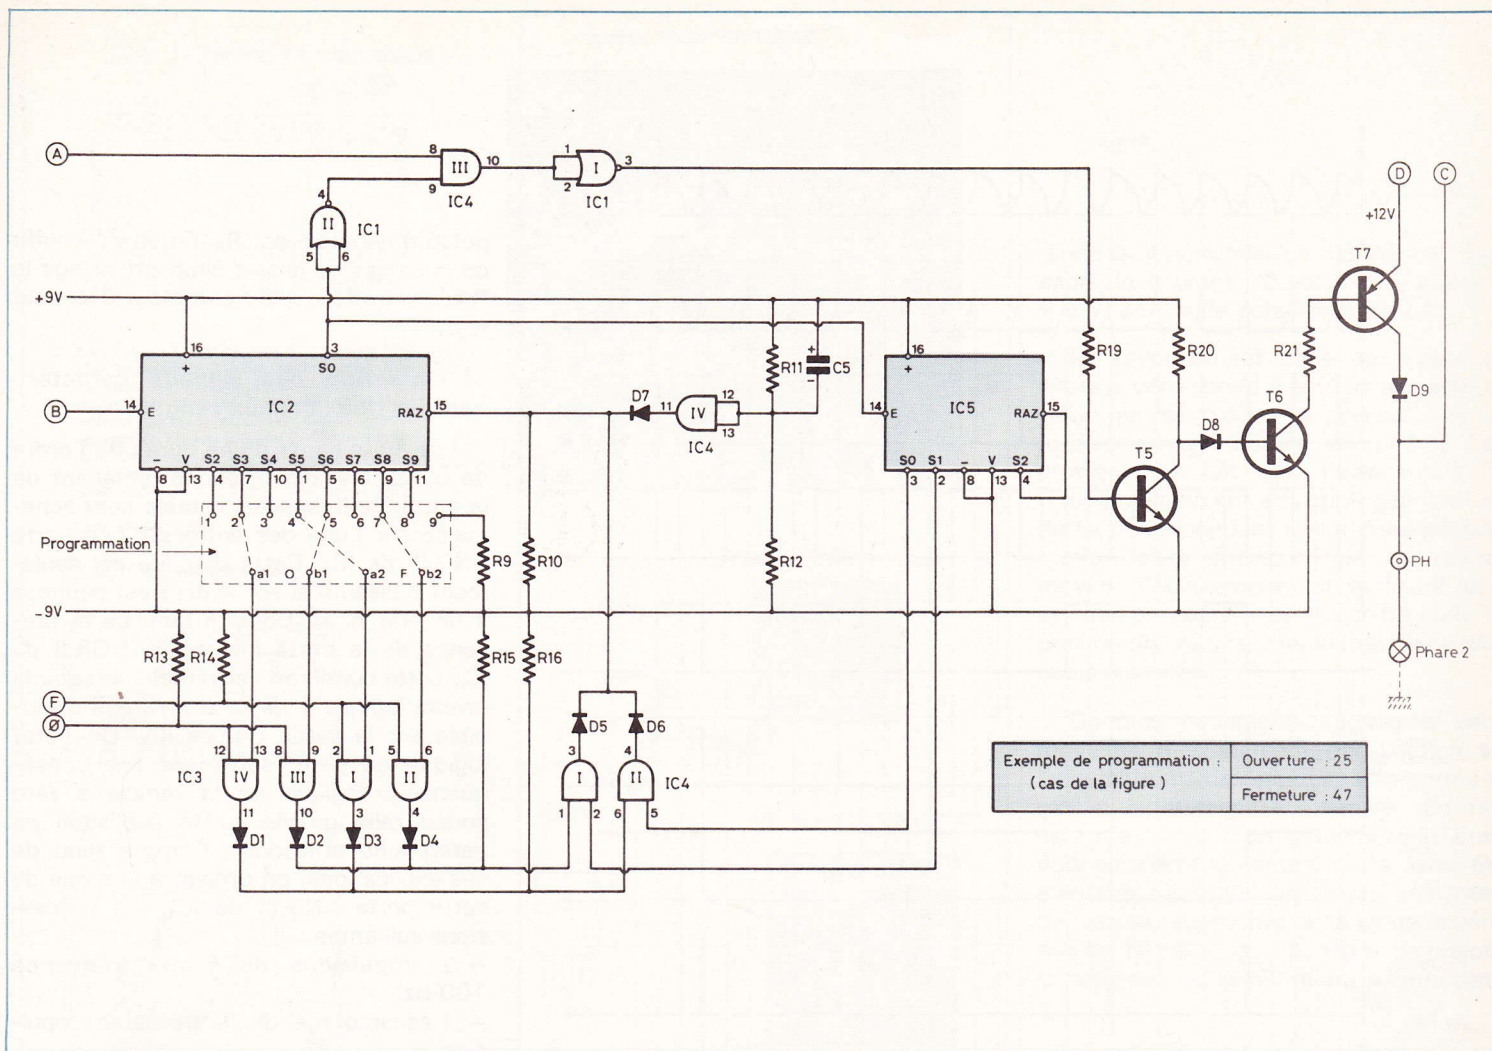 A
8
9
III
10
IC4
1
2
I
3
IC1
4
II
IC1
5
6
D
C
+12V
T7
+9V
16
+
3
S0
IC 2
14
E
RAZ
15
B
-
V
S2
S3
S4
S5
S6
S7
S8
S9
8
13
4
7
10
1
5
6
9
11
1
2
3
4
5
6
7
8
9
Programmation
a1
O
b1
a2
F
b2
D7
11
IV
12
13
IC4
R11
C5
+
-
R12
16
+
14
E
IC5
RAZ
15
S0
S1
-
V
S2
3
2
8
13
4
R19
R20
R21
D8
T5
T6
D9
PH
Phare 2
R9
R10
-9V
R13
R14
R15
R16
F
Ø
12
13
8
9
2
1
5
6
IC3
IV
III
I
II
11
10
3
4
D1
D2
D3
D4
D5
D6
3
4
I
II
IC4
1
2
6
5
Exemple de programmation :
(cas de la figure)
Ouverture : 25
Fermeture : 47